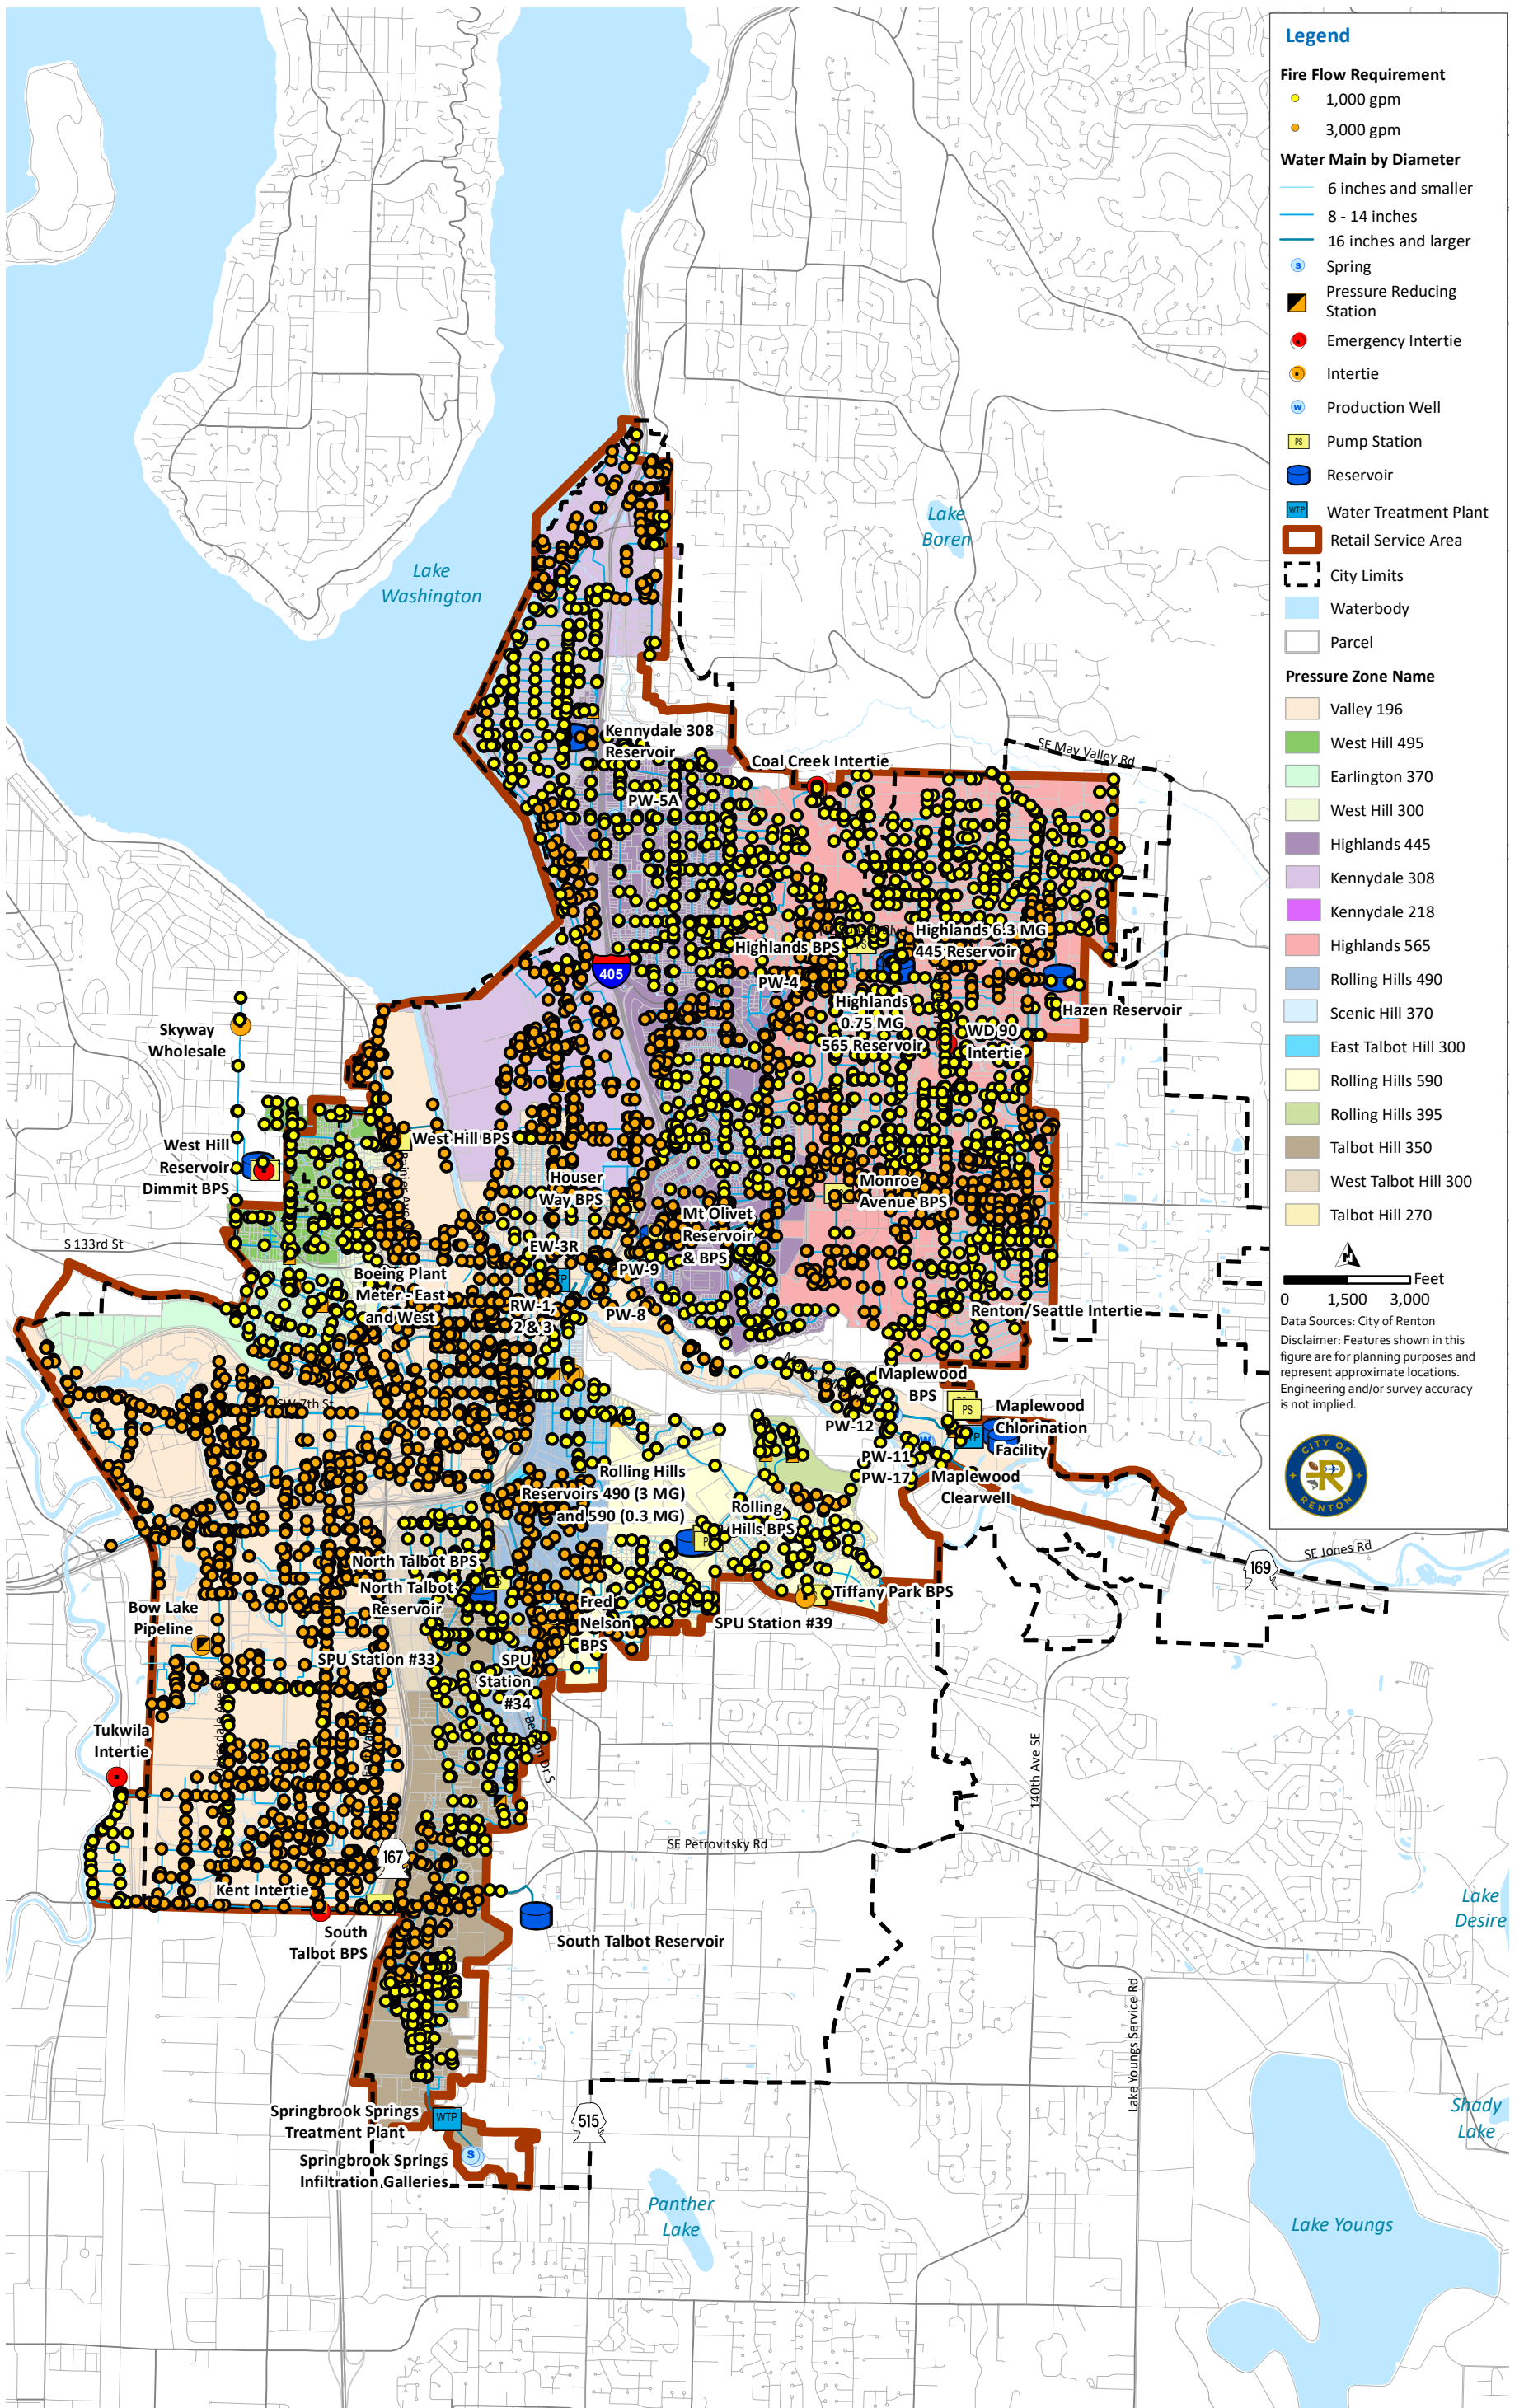 Legend
Fire Flow Requirement
1,000 gpm
3,000 gpm
Water Main by Diameter
6 inches and smaller
8 - 14 inches
16 inches and larger
S
Spring
Pressure Reducing
Station
Emergency Intertie
Intertie
W
Production Well
PS
Pump Station
Reservoir
WTP
Water Treatment Plant
Retail Service Area
City Limits
Waterbody
Parcel
Pressure Zone Name
Valley 196
West Hill 495
Earlington 370
West Hill 300
Highlands 445
Kennydale 308
Kennydale 218
Highlands 565
Rolling Hills 490
Scenic Hill 370
East Talbot Hill 300
Rolling Hills 590
Rolling Hills 395
Talbot Hill 350
West Talbot Hill 300
Talbot Hill 270
Feet
0 1,500 3,000
Data Sources: City of Renton
Disclaimer: Features shown in this
figure are for planning purposes and
represent approximate locations.
Engineering and/or survey accuracy
is not implied.
CITY OF
RENTON
Lake
Boren
Lake
Washington
Kennydale 308
Reservoir
SE May Valley Rd
Coal Creek Intertie
PW-5A
Highlands BPS
Highlands 6.3 MG
445 Reservoir
405
PW-4
Highlands
0.75 MG
565 Reservoir
Hazen Reservoir
WD 90
Intertie
Skyway
Wholesale
West Hill
Reservoir
Dimmit BPS
West Hill BPS
Houser
Way BPS
Monroe
Avenue BPS
Mt Olivet
Reservoir
& BPS
S 133rd St
EW-3R
PW-9
Boeing Plant
Meter - East
and West
RW-1,
2 & 3
PW-8
Renton/Seattle Intertie
Maplewood
BPS
PS
SW 7th St
PW-12
Maplewood
Chlorination
Facility
PW-11
PW-17
Maplewood
Clearwell
Rolling Hills
Reservoirs 490 (3 MG)
and 590 (0.3 MG)
Rolling
Hills BPS
SE Jones Rd
169
North Talbot BPS
North Talbot
Reservoir
Fred
Nelson
BPS
Tiffany Park BPS
SPU Station #39
Bow Lake
Pipeline
SPU Station #33
SPU
Station
#34
Tukwila
Intertie
140th Ave SE
SE Petrovitsky Rd
167
Kent Intertie
South
Talbot BPS
South Talbot Reservoir
Lake
Desire
Lake Youngs Service Rd
Springbrook Springs
Treatment Plant
WTP
515
Shady
Lake
S
Springbrook Springs
Infiltration Galleries
Panther
Lake
Lake Youngs